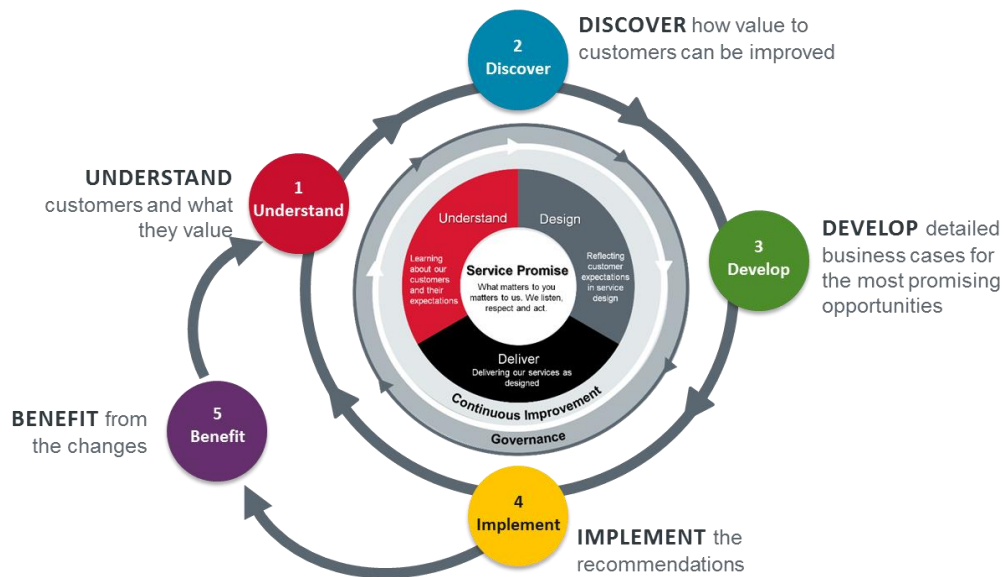 DISCOVER how value to
customers can be improved
2
Discover
1
Understand
UNDERSTAND
customers and what
they value
3
Develop
DEVELOP detailed
business cases for
the most promising
opportunities
Understand
Learning
about our
customers
and their
expectations
Design
Reflecting
customer
expectations
in service
design
Service Promise
What matters to you
matters to us. We listen,
respect and act.
Deliver
Delivering our services as
designed
Continuous Improvement
Governance
5
Benefit
BENEFIT from
the changes
4
Implement
IMPLEMENT the
recommendations